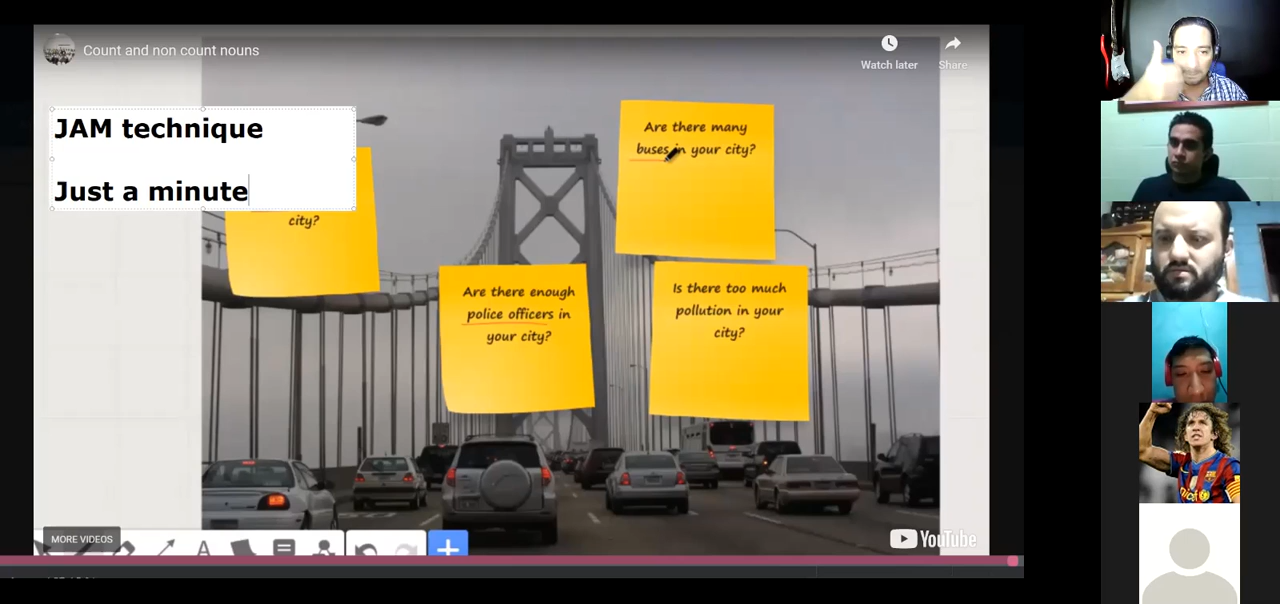 Count and non count nouns
Watch later
Share
JAM technique
Just a minute
city?
Are there many
buses in your city?
Are there enough
police officers in
your city?
Is there too much
pollution in your
city?
MORE VIDEOS
A
YouTube